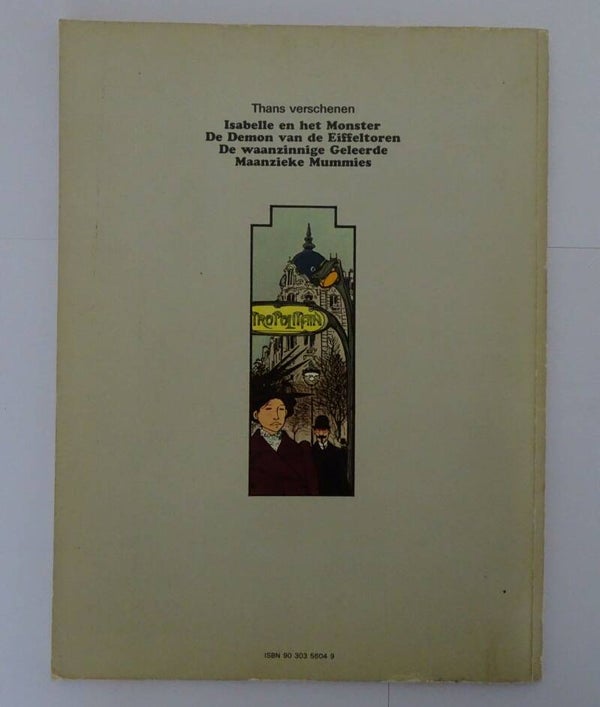 Thans verschenen
Isabelle en het Monster
De Demon van de Eiffeltoren
De waanzinnige Geleerde
Maanzieke Mummies
TROPOLITAIN
ISBN 90 303 5604 9